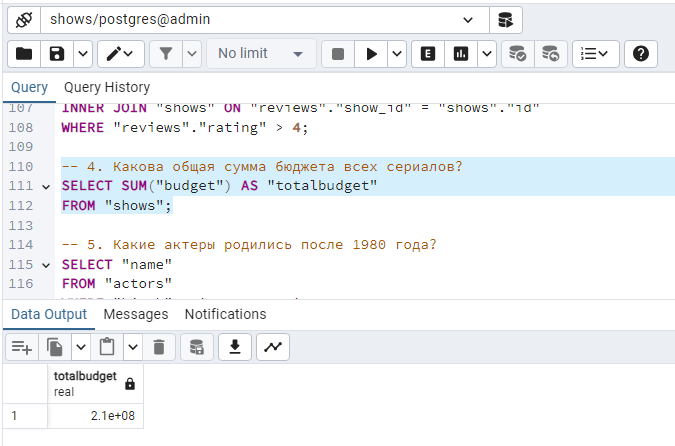 shows/postgres@admin
No limit
E
Query Query History
107 INNER JOIN "shows" ON "reviews"."show_id" = "shows"."id"
108 WHERE "reviews"."rating" > 4;
109
110 -- 4. Какова общая сумма бюджета всех сериалов?
111 SELECT SUM("budget") AS "totalbudget"
112 FROM "shows";
113
114 -- 5. Какие актеры родились после 1980 года?
115 SELECT "name"
116 FROM "actors"
Data Output Messages Notifications
totalbudget
real
1 2.1e+08